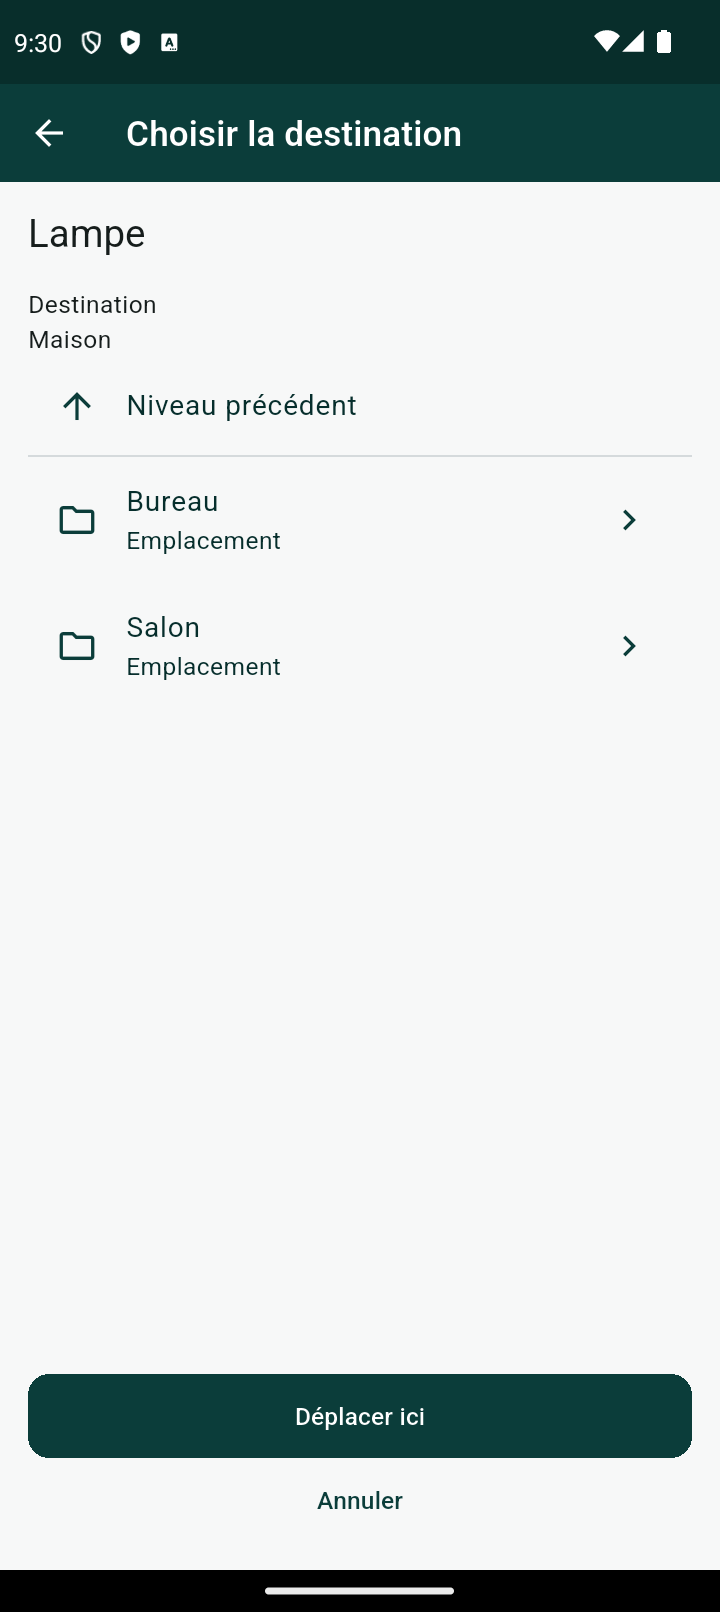 9:30
Choisir la destination
Lampe
Destination
Maison
Niveau précédent
Bureau
Emplacement
Salon
Emplacement
Déplacer ici
Annuler